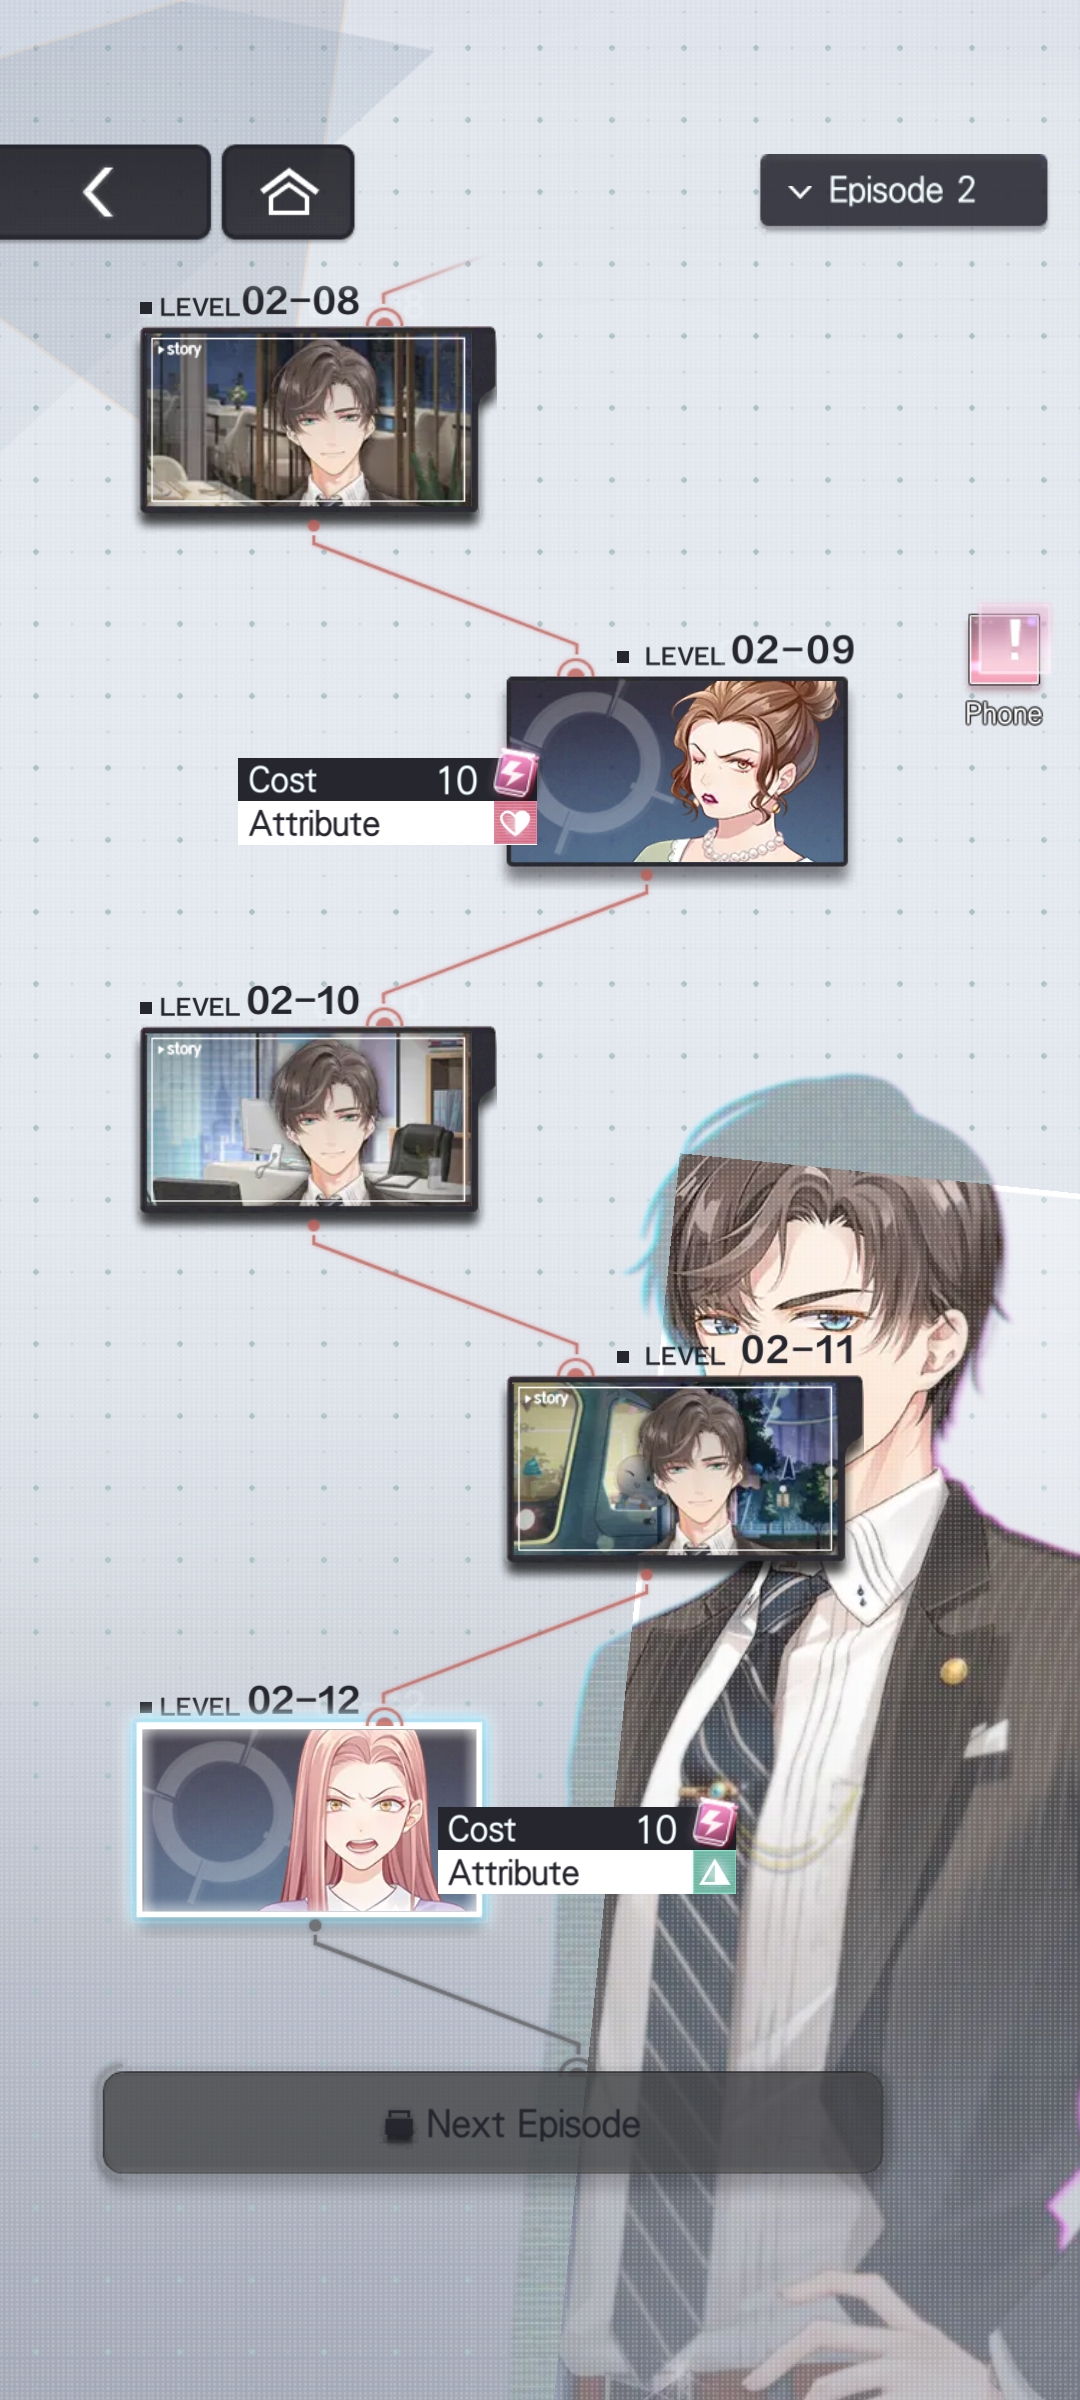 Episode 2
LEVEL 02-08
story
LEVEL 02-09
!
Phone
Cost 10
Attribute
LEVEL 02-10
story
LEVEL 02-11
story
LEVEL 02-12
Cost 10
Attribute
Next Episode